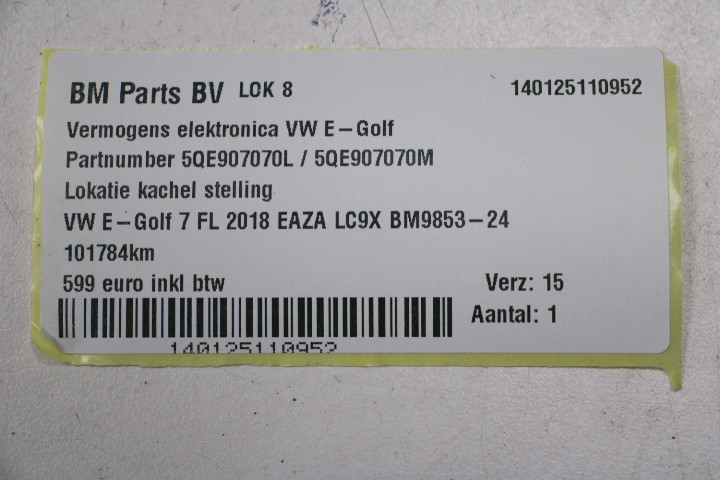 BM Parts BV LOK 8 140125110952
Vermogens elektronica VW E-Golf
Partnumber 5QE907070L / 5QE907070M
Lokatie kachel stelling
VW E-Golf 7 FL 2018 EAZA LC9X BM9853-24
101784km
599 euro inkl btw Verz: 15
Aantal: 1
140125110952